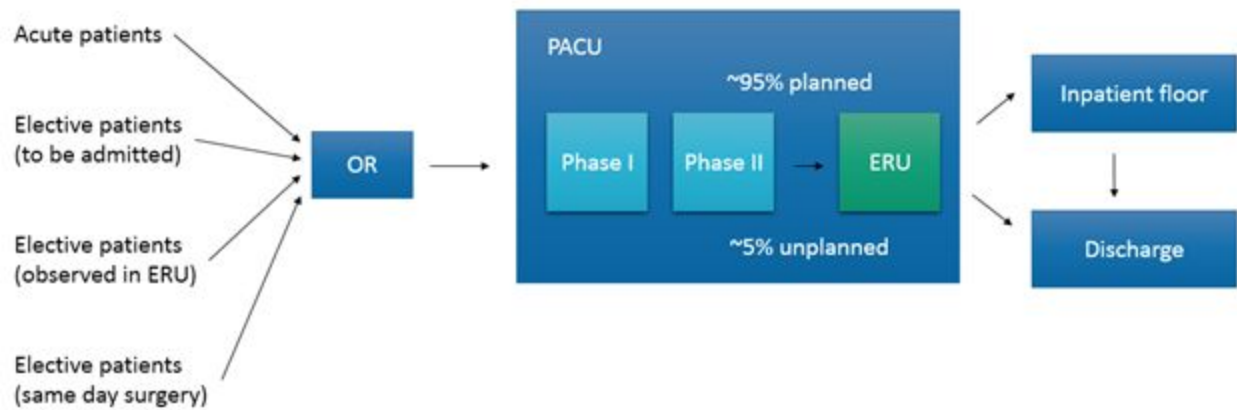 Acute patients
Elective patients
(to be admitted)
Elective patients
(observed in ERU)
Elective patients
(same day surgery)
OR
PACU
~95% planned
Phase I
Phase II
ERU
~5% unplanned
Inpatient floor
Discharge